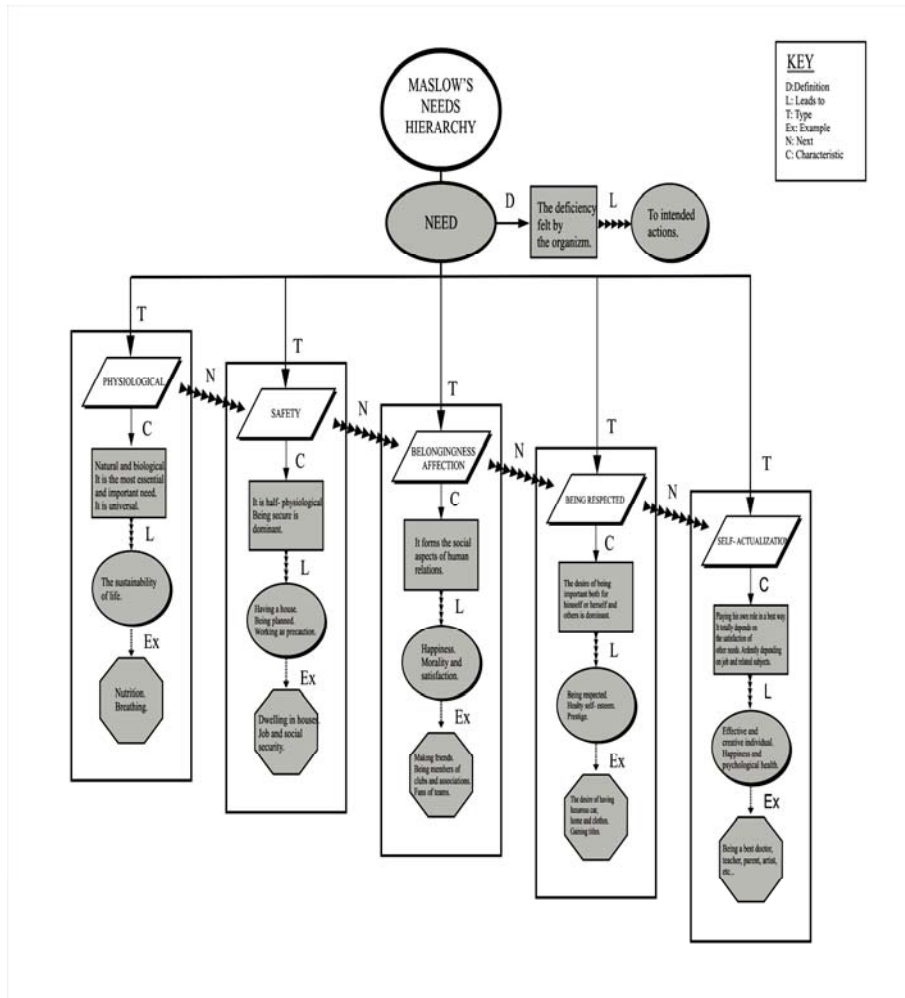 MASLOW'S
NEEDS
HIERARCHY
KEY
D:Definition
L: Leads to
T: Type
Ex: Example
N: Next
C: Characteristic
NEED
D
The deficiency
felt by
the organizm.
L
To intended
actions.
T
PHYSIOLOGICAL
N
C
Natural and biological.
It is the most essential
and important need.
It is universal.
L
The sustainability
of life.
Ex
Nutrition.
Breathing.
T
SAFETY
N
C
It is half- physiological.
Being secure is
dominant.
L
Having a house.
Being planned.
Working as precaution.
Ex
Dwelling in houses.
Job and social
security.
T
BELONGINGNESS
AFFECTION
N
C
It forms the social
aspects of human
relations.
L
Happiness.
Morality and
satisfaction.
Ex
Making friends.
Being members of
clubs and associations.
Fans of teams.
T
BEING RESPECTED
N
C
The desire of being
important both for
himself or herself and
others is dominant.
L
Being respected.
self- esteem.
Prestige.
Ex
The desire of having
car,
home and clothes.
Gaining titles.
T
SELF- ACTUALIZATION
C
Playing his own role in a best way.
It totally depends on
the satisfaction of
other needs. Ardently depending
on job and related subjects.
L
Effective and
creative individual.
Happiness and
psychological health.
Ex
Being a best doctor,
teacher, parent, artist,
etc...